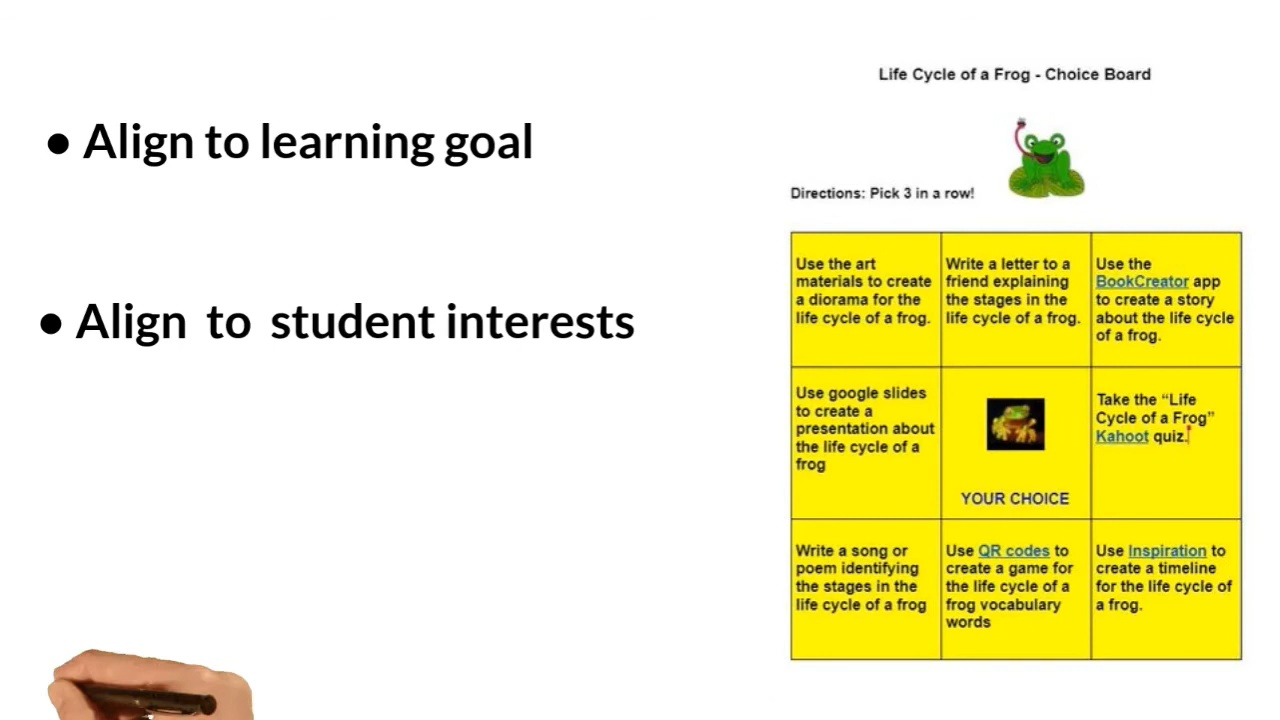 • Align to learning goal
• Align to student interests
Life Cycle of a Frog - Choice Board
Directions: Pick 3 in a row!
Use the art
materials to create
a diorama for the
life cycle of a frog.
Write a letter to a
friend explaining
the stages in the
life cycle of a frog.
Use the
BookCreator app
to create a story
about the life cycle
of a frog.
Use google slides
to create a
presentation about
the life cycle of a
frog
YOUR CHOICE
Take the “Life
Cycle of a Frog”
Kahoot quiz.
Write a song or
poem identifying
the stages in the
life cycle of a frog
Use QR codes to
create a game for
the life cycle of a
frog vocabulary
words
Use Inspiration to
create a timeline
for the life cycle of
a frog.